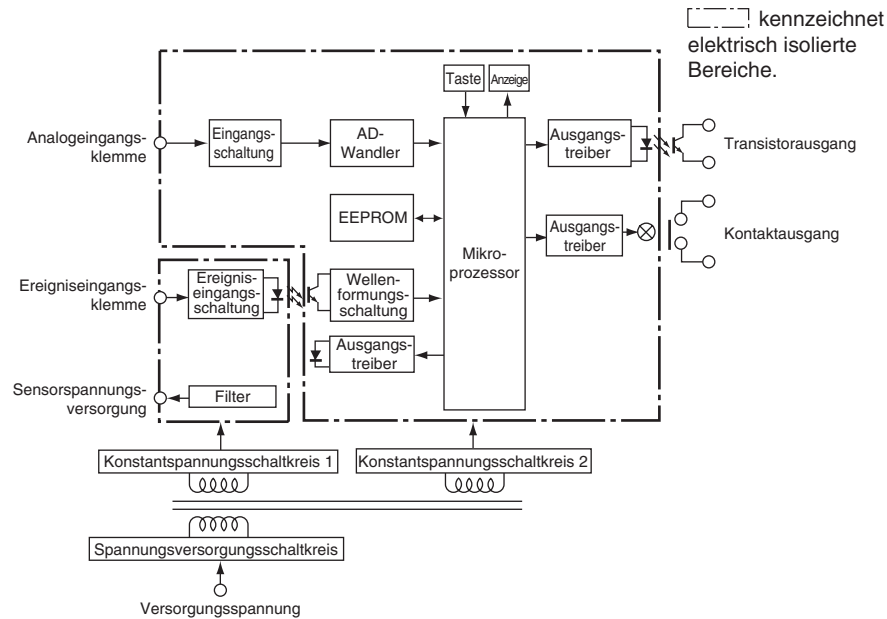 kennzeichnet
elektrisch isolierte
Bereiche.
Taste
Anzeige
Analogeingangs-
klemme
Eingangs-
schaltung
AD-
Wandler
Ausgangs-
treiber
Transistorausgang
EEPROM
Mikro-
prozessor
Ausgangs-
treiber
Kontaktausgang
Ereigniseingangs-
klemme
Ereignis-
eingangs-
schaltung
Wellen-
formungs-
schaltung
Ausgangs-
treiber
Sensorspannungs-
versorgung
Filter
Konstantspannungsschaltkreis 1
Konstantspannungsschaltkreis 2
Spannungsversorgungsschaltkreis
Versorgungsspannung